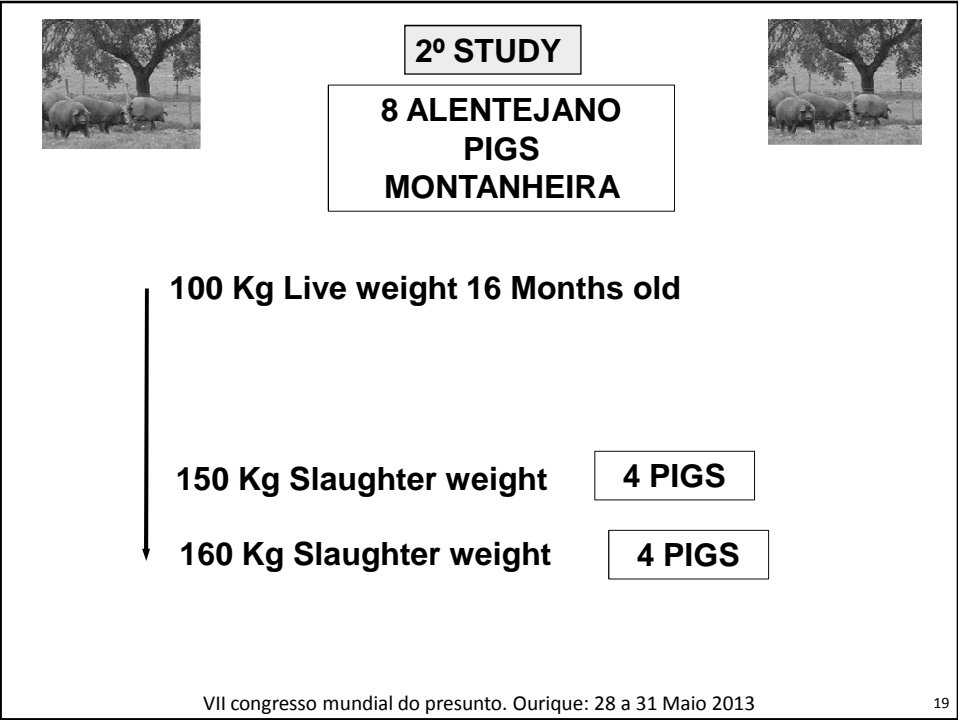 2º STUDY
8 ALENTEJANO
PIGS
MONTANHEIRA
100 Kg Live weight 16 Months old
150 Kg Slaughter weight 4 PIGS
160 Kg Slaughter weight 4 PIGS
VII congresso mundial do presunto. Ourique: 28 a 31 Maio 2013 19